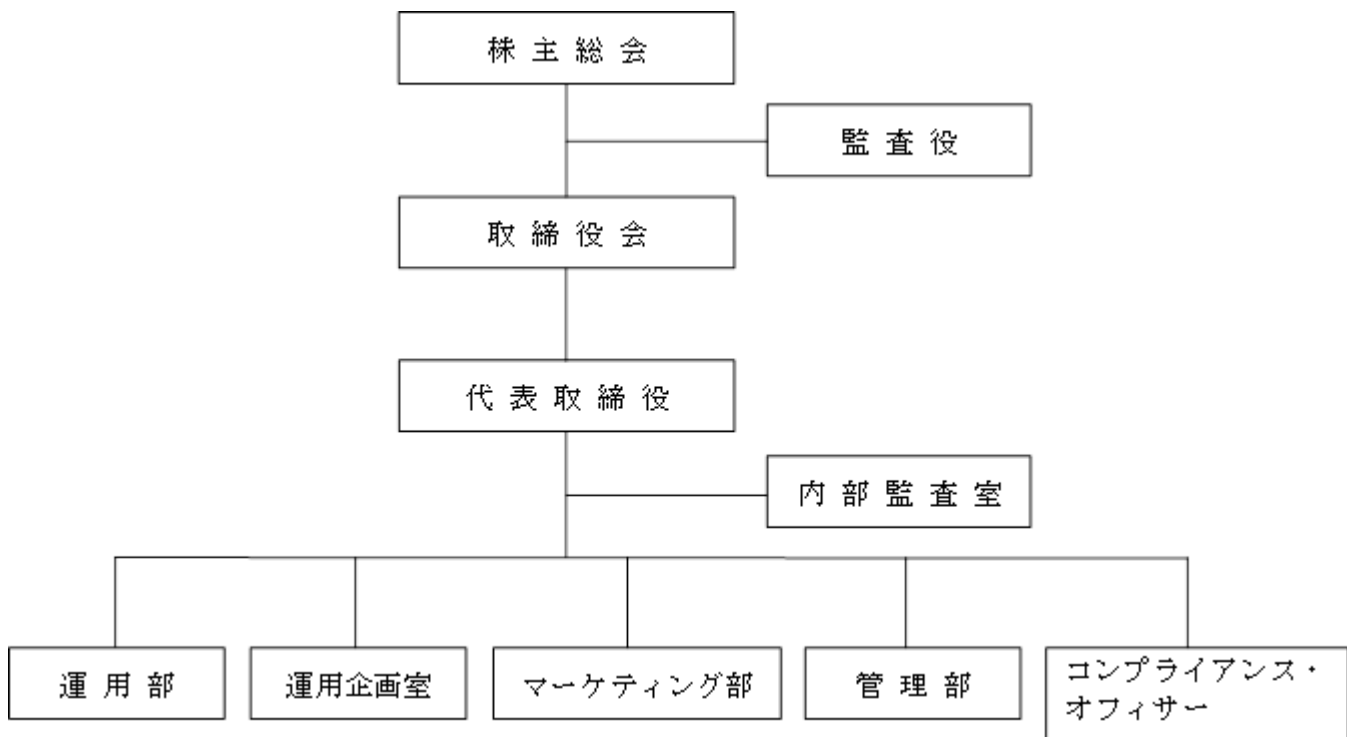 株主総会
監査役
取締役会
代表取締役
内部監査室
運用部
運用企画室
マーケティング部
管理部
コンプライアンス・
オフィサー